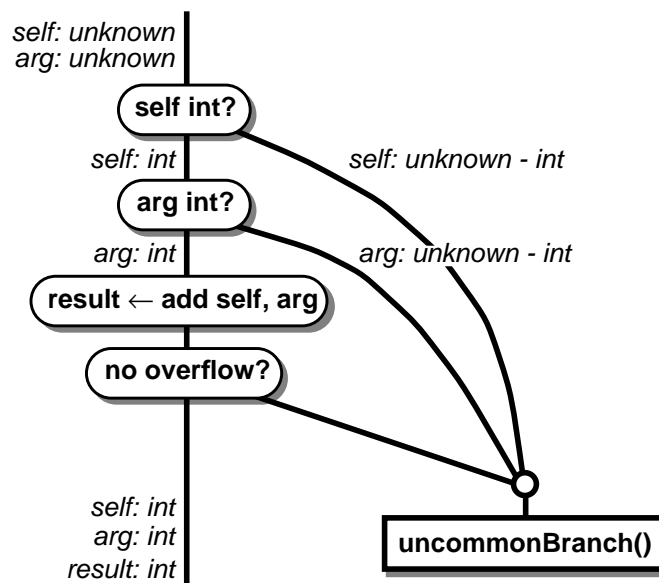 self: unknown
arg: unknown
self int?
self: int
self: unknown - int
arg int?
arg: int
arg: unknown - int
result ← add self, arg
no overflow?
self: int
arg: int
result: int
uncommonBranch()